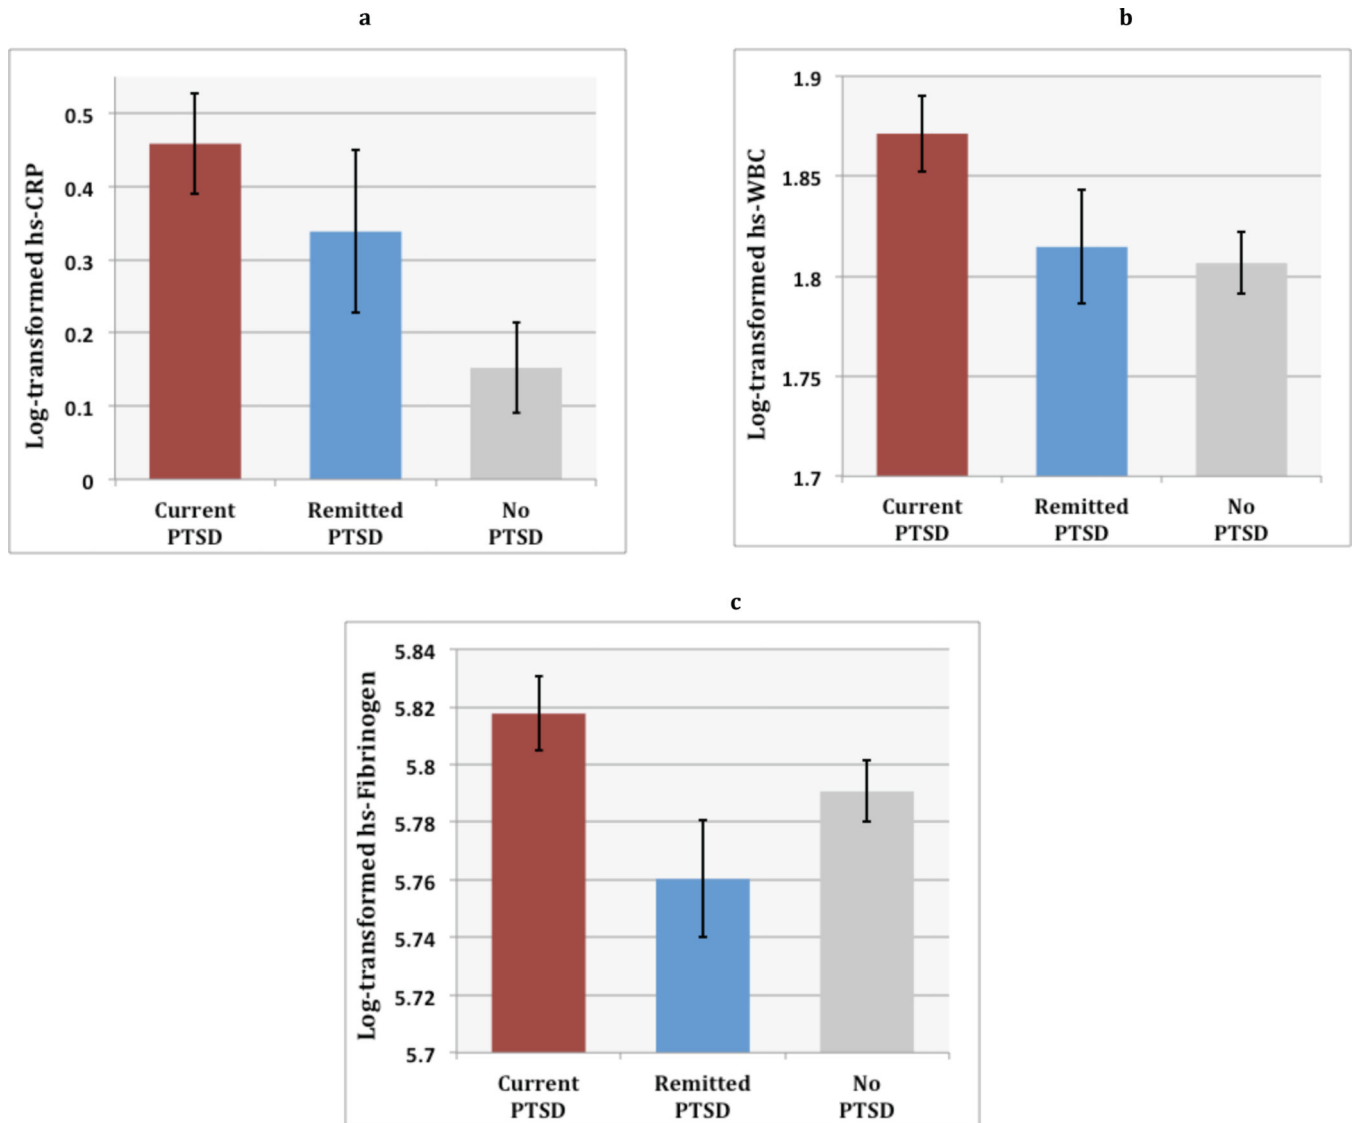 a
Log-transformed hs-CRP
0.5
0.4
0.3
0.2
0.1
0
Current
PTSD
Remitted
PTSD
No
PTSD
b
Log-transformed hs-WBC
1.9
1.85
1.8
1.75
1.7
Current
PTSD
Remitted
PTSD
No
PTSD
c
Log-transformed hs-Fibrinogen
5.84
5.82
5.8
5.78
5.76
5.74
5.72
5.7
Current
PTSD
Remitted
PTSD
No
PTSD